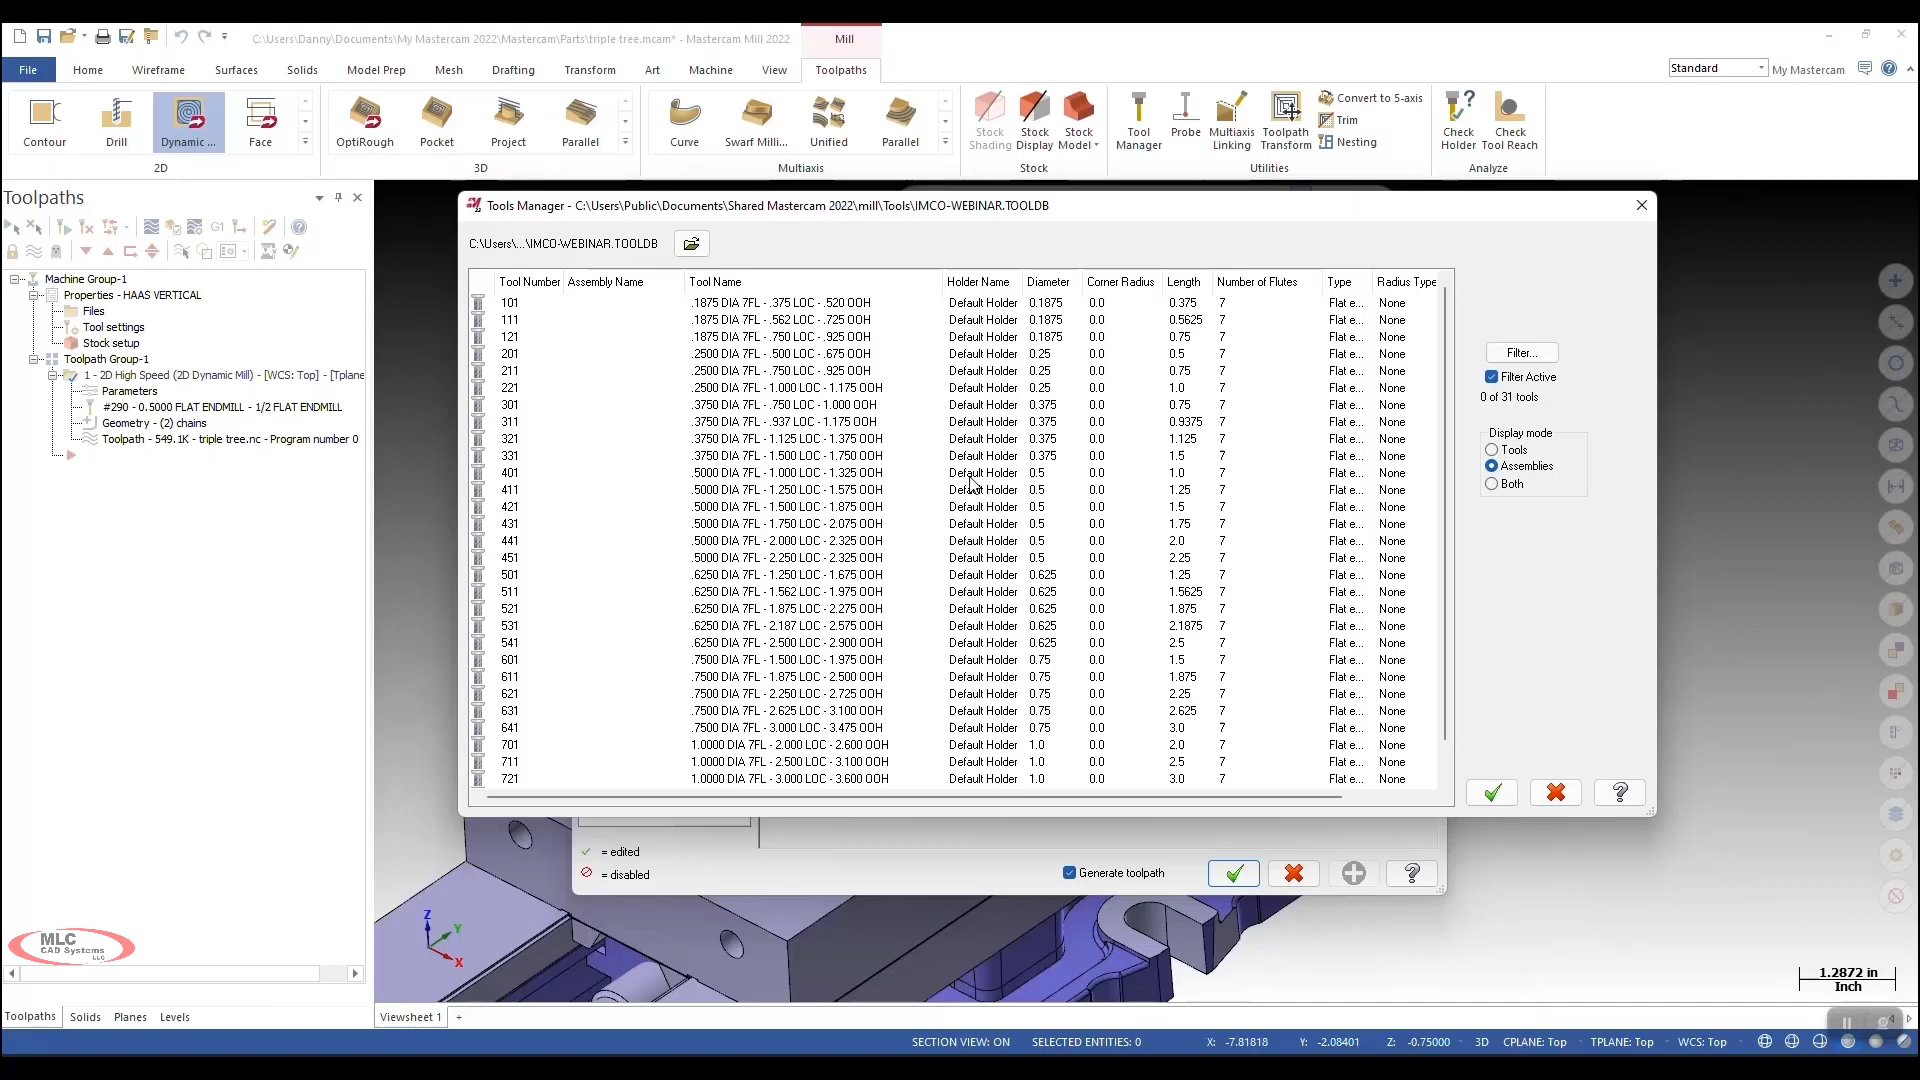 C:\Users\Danny\Documents\My Mastercam 2022\Mastercam\Parts\triple tree.mcam* - Mastercam Mill 2022
Mill
File Home Wireframe Surfaces Solids Model Prep Mesh Drafting Transform Art Machine View Toolpaths
Standard My Mastercam
Contour Drill Dynamic ... Face
2D
OptiRough Pocket Project Parallel
3D
Curve Swarf Milli... Unified Parallel
Multiaxis
Stock Shading Stock Display Stock Model
Stock
Tool Manager Probe Multiaxis Linking Toolpath Transform
Convert to 5-axis
Trim
Nesting
Utilities
Check Holder Check Tool Reach
Analyze
Toolpaths
G1
Machine Group-1
Properties - HAAS VERTICAL
Files
Tool settings
Stock setup
Toolpath Group-1
1 - 2D High Speed (2D Dynamic Mill) - [WCS: Top] - [Tplane
Parameters
#290 - 0.5000 FLAT ENDMILL - 1/2 FLAT ENDMILL
Geometry - (2) chains
Toolpath - 549.1K - triple tree.nc - Program number 0
Tools Manager - C:\Users\Public\Documents\Shared Mastercam 2022\mill\Tools\IMCO-WEBINAR.TOOLDB
C:\Users\...\IMCO-WEBINAR.TOOLDB
Tool Number Assembly Name Tool Name Holder Name Diameter Corner Radius Length Number of Flutes Type Radius Type
101 .1875 DIA 7FL - .375 LOC - .520 OOH Default Holder 0.1875 0.0 0.375 7 Flat e... None
111 .1875 DIA 7FL - .562 LOC - .725 OOH Default Holder 0.1875 0.0 0.5625 7 Flat e... None
121 .1875 DIA 7FL - .750 LOC - .925 OOH Default Holder 0.1875 0.0 0.75 7 Flat e... None
201 .2500 DIA 7FL - .500 LOC - .675 OOH Default Holder 0.25 0.0 0.5 7 Flat e... None
211 .2500 DIA 7FL - .750 LOC - .925 OOH Default Holder 0.25 0.0 0.75 7 Flat e... None
221 .2500 DIA 7FL - 1.000 LOC - 1.175 OOH Default Holder 0.25 0.0 1.0 7 Flat e... None
301 .3750 DIA 7FL - .750 LOC - 1.000 OOH Default Holder 0.375 0.0 0.75 7 Flat e... None
311 .3750 DIA 7FL - .937 LOC - 1.175 OOH Default Holder 0.375 0.0 0.9375 7 Flat e... None
321 .3750 DIA 7FL - 1.125 LOC - 1.375 OOH Default Holder 0.375 0.0 1.125 7 Flat e... None
331 .3750 DIA 7FL - 1.500 LOC - 1.750 OOH Default Holder 0.375 0.0 1.5 7 Flat e... None
401 .5000 DIA 7FL - 1.000 LOC - 1.325 OOH Default Holder 0.5 0.0 1.0 7 Flat e... None
411 .5000 DIA 7FL - 1.250 LOC - 1.575 OOH Default Holder 0.5 0.0 1.25 7 Flat e... None
421 .5000 DIA 7FL - 1.500 LOC - 1.875 OOH Default Holder 0.5 0.0 1.5 7 Flat e... None
431 .5000 DIA 7FL - 1.750 LOC - 2.075 OOH Default Holder 0.5 0.0 1.75 7 Flat e... None
441 .5000 DIA 7FL - 2.000 LOC - 2.325 OOH Default Holder 0.5 0.0 2.0 7 Flat e... None
451 .5000 DIA 7FL - 2.250 LOC - 2.325 OOH Default Holder 0.5 0.0 2.25 7 Flat e... None
501 .6250 DIA 7FL - 1.250 LOC - 1.675 OOH Default Holder 0.625 0.0 1.25 7 Flat e... None
511 .6250 DIA 7FL - 1.562 LOC - 1.975 OOH Default Holder 0.625 0.0 1.5625 7 Flat e... None
521 .6250 DIA 7FL - 1.875 LOC - 2.275 OOH Default Holder 0.625 0.0 1.875 7 Flat e... None
531 .6250 DIA 7FL - 2.187 LOC - 2.575 OOH Default Holder 0.625 0.0 2.1875 7 Flat e... None
541 .6250 DIA 7FL - 2.500 LOC - 2.900 OOH Default Holder 0.625 0.0 2.5 7 Flat e... None
601 .7500 DIA 7FL - 1.500 LOC - 1.975 OOH Default Holder 0.75 0.0 1.5 7 Flat e... None
611 .7500 DIA 7FL - 1.875 LOC - 2.500 OOH Default Holder 0.75 0.0 1.875 7 Flat e... None
621 .7500 DIA 7FL - 2.250 LOC - 2.725 OOH Default Holder 0.75 0.0 2.25 7 Flat e... None
631 .7500 DIA 7FL - 2.625 LOC - 3.100 OOH Default Holder 0.75 0.0 2.625 7 Flat e... None
641 .7500 DIA 7FL - 3.000 LOC - 3.475 OOH Default Holder 0.75 0.0 3.0 7 Flat e... None
701 1.0000 DIA 7FL - 2.000 LOC - 2.600 OOH Default Holder 1.0 0.0 2.0 7 Flat e... None
711 1.0000 DIA 7FL - 2.500 LOC - 3.100 OOH Default Holder 1.0 0.0 2.5 7 Flat e... None
721 1.0000 DIA 7FL - 3.000 LOC - 3.600 OOH Default Holder 1.0 0.0 3.0 7 Flat e... None
Filter...
Filter Active
0 of 31 tools
Display mode
Tools
Assemblies
Both
= edited
= disabled
Generate toolpath
Z
Y
X
MLC
CAD Systems
LLC
1.2872 in
Inch
Toolpaths Solids Planes Levels
Viewsheet 1 +
SECTION VIEW: ON SELECTED ENTITIES: 0 X: -7.81818 Y: -2.08401 Z: -0.75000 3D CPLANE: Top TPLANE: Top WCS: Top